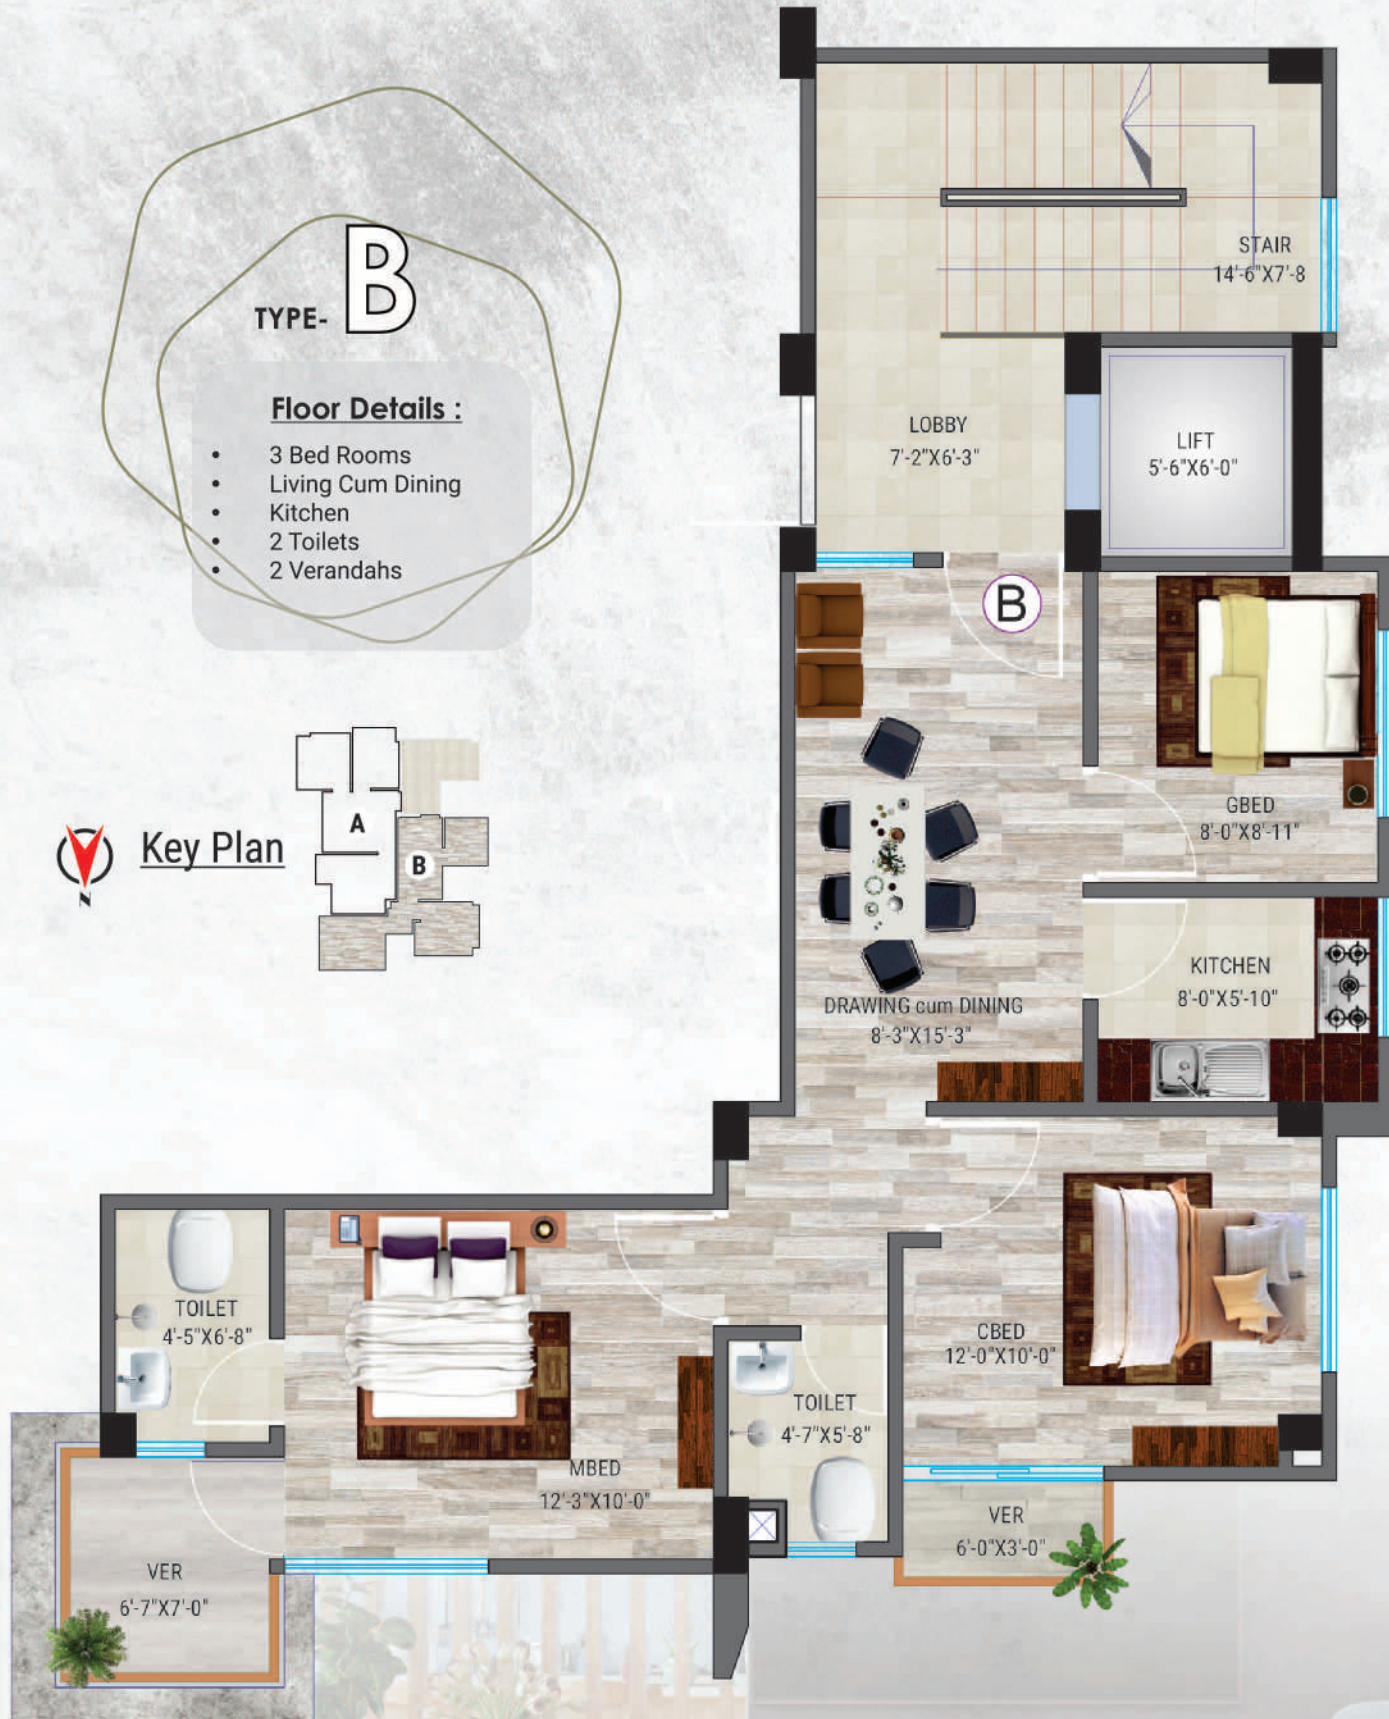 TYPE- B
Floor Details :
• 3 Bed Rooms
• Living Cum Dining
• Kitchen
• 2 Toilets
• 2 Verandahs
Key Plan
N
A
B
STAIR
14'-6"X7'-8
LOBBY
7'-2"X6'-3"
LIFT
5'-6"X6'-0"
B
GBED
8'-0"X8'-11"
KITCHEN
8'-0"X5'-10"
DRAWING cum DINING
8'-3"X15'-3"
TOILET
4'-5"X6'-8"
CBED
12'-0"X10'-0"
TOILET
4'-7"X5'-8"
MBED
12'-3"X10'-0"
VER
6'-0"X3'-0"
VER
6'-7"X7'-0"